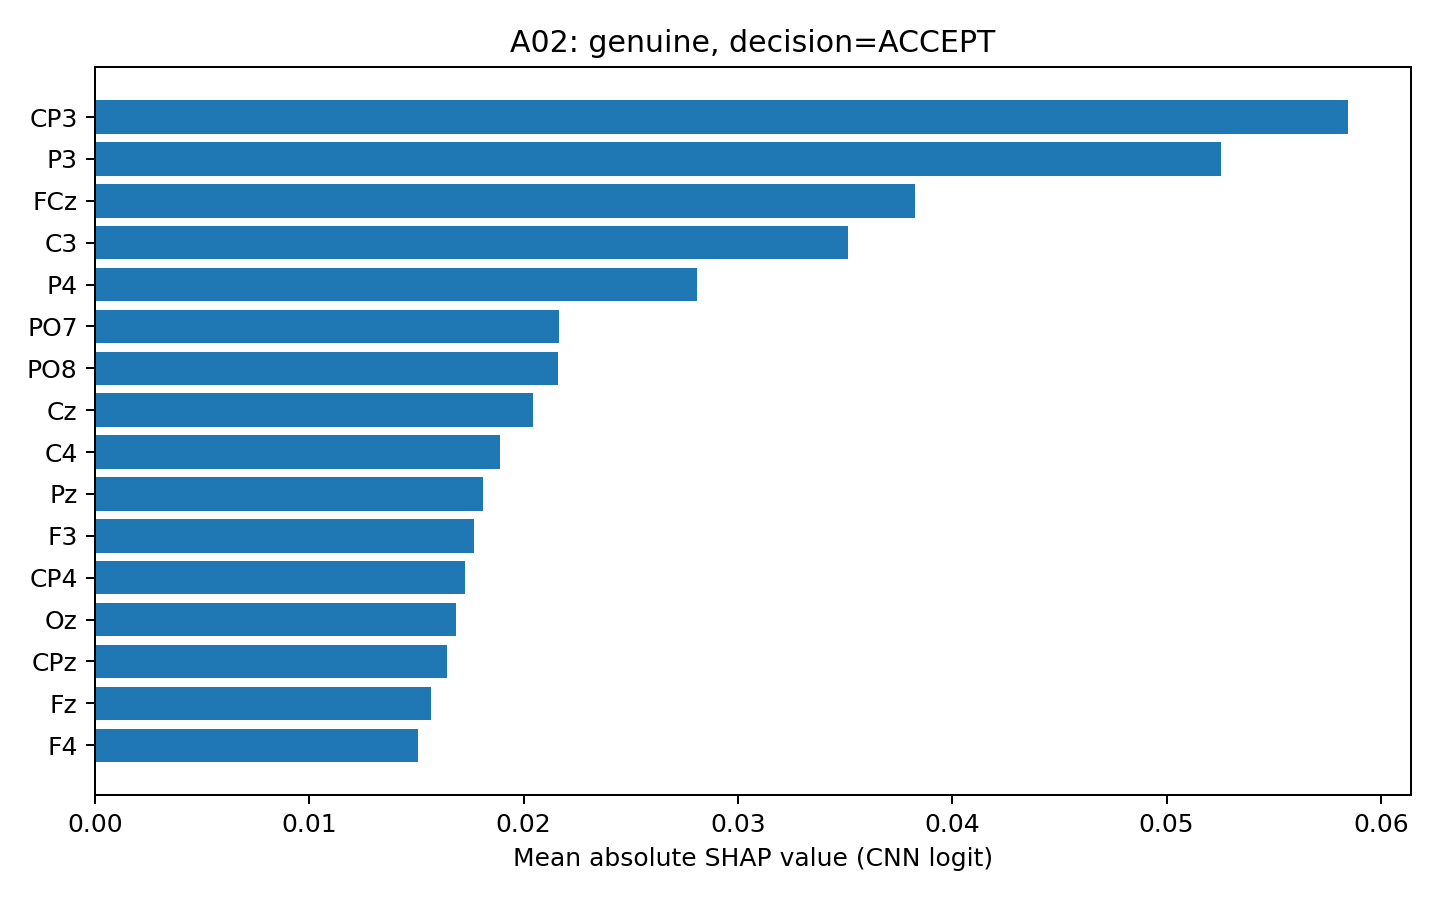 A02: genuine, decision=ACCEPT
CP3
P3
FCz
C3
P4
PO7
PO8
Cz
C4
Pz
F3
CP4
Oz
CPz
Fz
F4
0.00 0.01 0.02 0.03 0.04 0.05 0.06
Mean absolute SHAP value (CNN logit)